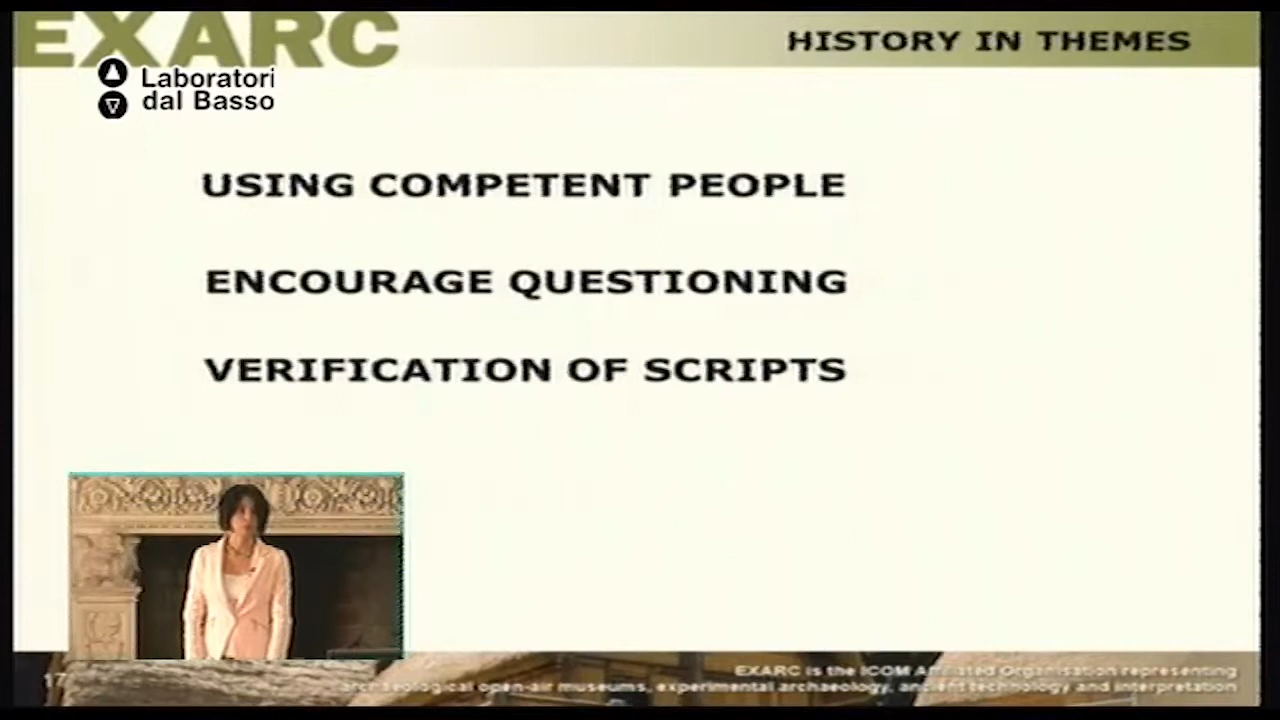 EXARC
HISTORY IN THEMES
Laboratori
dal Basso
USING COMPETENT PEOPLE
ENCOURAGE QUESTIONING
VERIFICATION OF SCRIPTS
17
EXARC is the ICOM Affiliated Organisation representing
archaeological open-air museums, experimental archaeology, ancient technology and interpretation